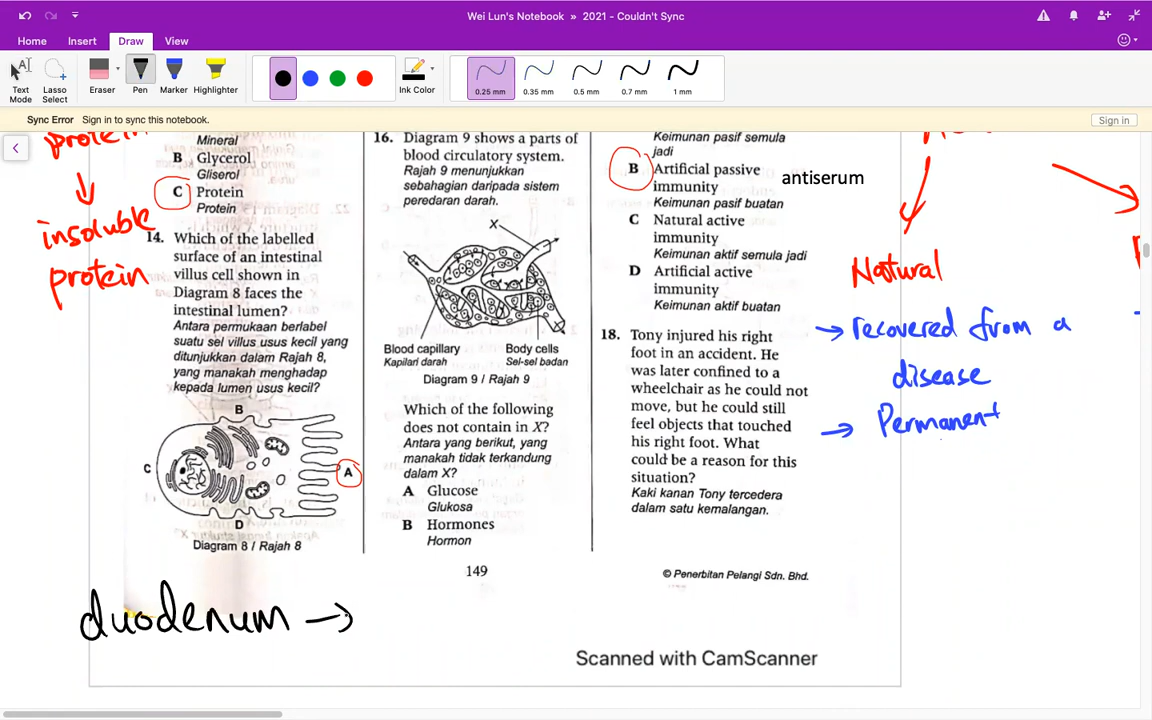 Wei Lun's Notebook » 2021 - Couldn't Sync
Home Insert Draw View
Text Mode
Lasso Select
Eraser
Pen
Marker
Highlighter
Ink Color
0.25 mm
0.35 mm
0.5 mm
0.7 mm
1 mm
Sync Error Sign in to sync this notebook.
Sign in
protein
insoluble
protein
Mineral
B Glycerol
Gliserol
C Protein
Protein
14. Which of the labelled
surface of an intestinal
villus cell shown in
Diagram 8 faces the
intestinal lumen?
Antara permukaan berlabel
suatu sel villus usus kecil yang
ditunjukkan dalam Rajah 8,
yang manakah menghadap
kepada lumen usus kecil?
B
C
A
D
Diagram 8 / Rajah 8
16. Diagram 9 shows a parts of
blood circulatory system.
Rajah 9 menunjukkan
sebahagian daripada sistem
peredaran darah.
X
Blood capillary
Kapilari darah
Body cells
Sel-sel badan
Diagram 9 / Rajah 9
Which of the following
does not contain in X?
Antara yang berikut, yang
manakah tidak terkandung
dalam X?
A Glucose
Glukosa
B Hormones
Hormon
149
Keimunan pasif semula
jadi
B Artificial passive
immunity
Keimunan pasif buatan
antiserum
C Natural active
immunity
Keimunan aktif semula jadi
D Artificial active
immunity
Keimunan aktif buatan
18. Tony injured his right
foot in an accident. He
was later confined to a
wheelchair as he could not
move, but he could still
feel objects that touched
his right foot. What
could be a reason for this
situation?
Kaki kanan Tony tercedera
dalam satu kemalangan.
© Penerbitan Pelangi Sdn. Bhd.
Natural
→ recovered from a
disease
→ Permanent
duodenum →
Scanned with CamScanner